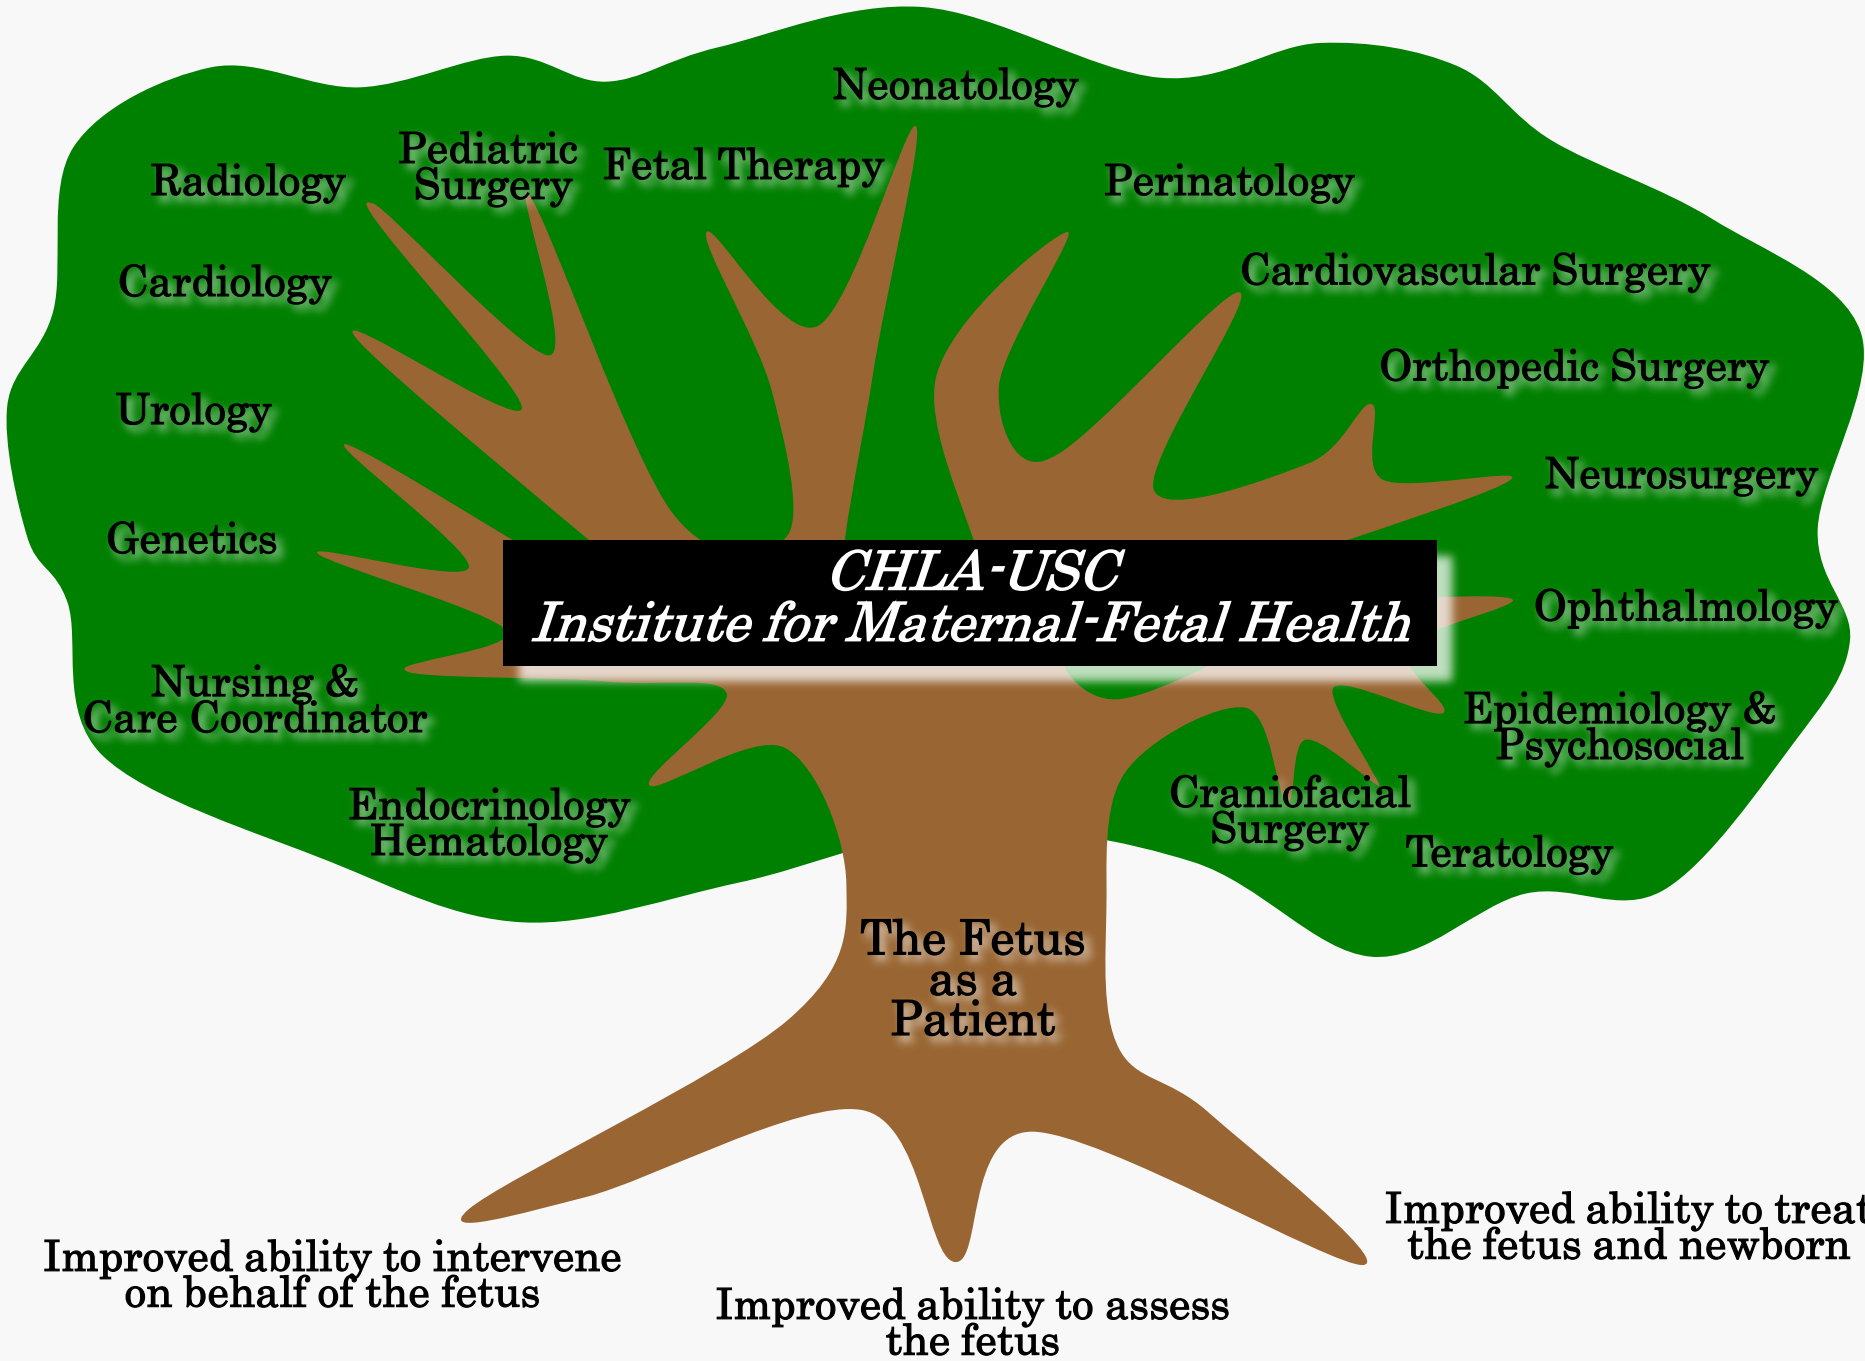 Neonatology
Pediatric
Surgery
Fetal Therapy
Radiology
Perinatology
Cardiology
Cardiovascular Surgery
Urology
Orthopedic Surgery
Genetics
Neurosurgery
CHLA-USC
Institute for Maternal-Fetal Health
Ophthalmology
Nursing &
Care Coordinator
Epidemiology &
Psychosocial
Endocrinology
Hematology
Craniofacial
Surgery
Teratology
The Fetus
as a
Patient
Improved ability to intervene
on behalf of the fetus
Improved ability to assess
the fetus
Improved ability to treat
the fetus and newborn